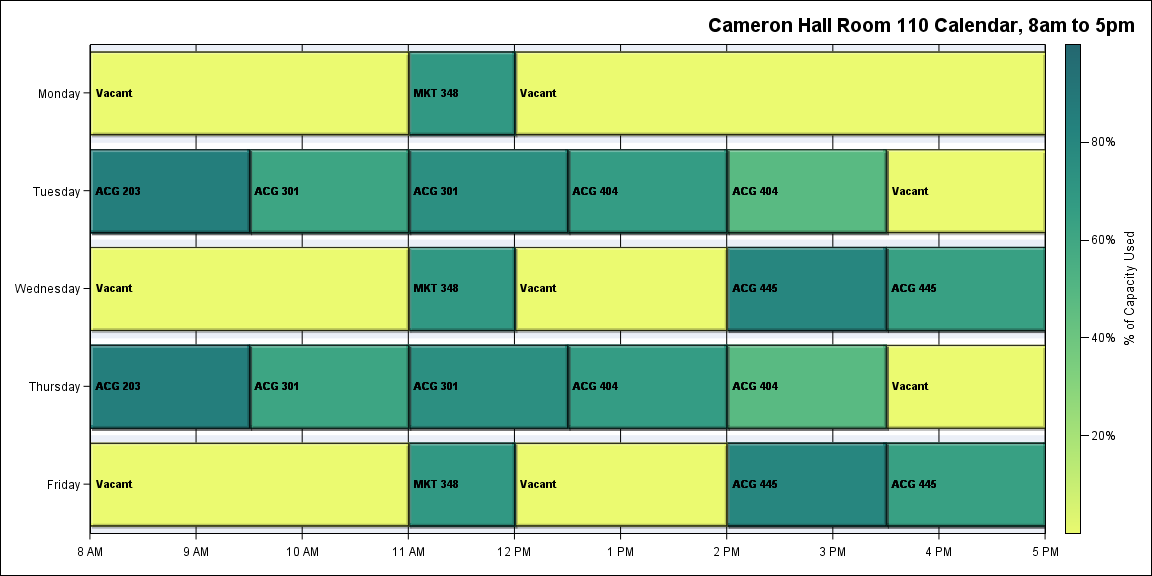 Cameron Hall Room 110 Calendar, 8am to 5pm
Monday
Vacant
MKT 348
Vacant
Tuesday
ACG 203
ACG 301
ACG 301
ACG 404
ACG 404
Vacant
Wednesday
Vacant
MKT 348
Vacant
ACG 445
ACG 445
Thursday
ACG 203
ACG 301
ACG 301
ACG 404
ACG 404
Vacant
Friday
Vacant
MKT 348
Vacant
ACG 445
ACG 445
8 AM
9 AM
10 AM
11 AM
12 PM
1 PM
2 PM
3 PM
4 PM
5 PM
80%
60%
40%
20%
% of Capacity Used